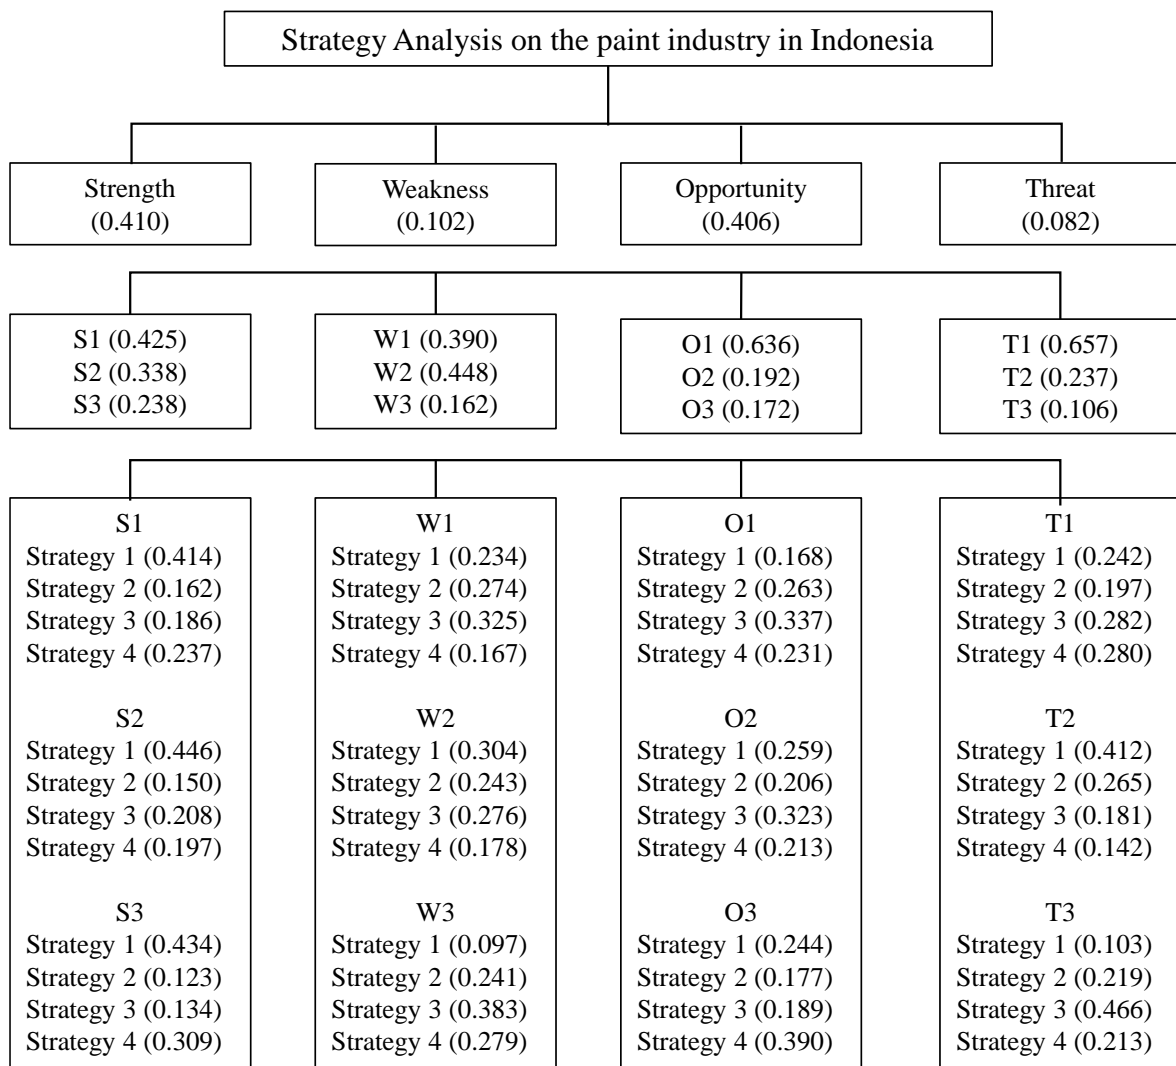 Strategy Analysis on the paint industry in Indonesia
Strength
(0.410)
Weakness
(0.102)
Opportunity
(0.406)
Threat
(0.082)
S1 (0.425)
S2 (0.338)
S3 (0.238)
W1 (0.390)
W2 (0.448)
W3 (0.162)
O1 (0.636)
O2 (0.192)
O3 (0.172)
T1 (0.657)
T2 (0.237)
T3 (0.106)
S1
Strategy 1 (0.414)
Strategy 2 (0.162)
Strategy 3 (0.186)
Strategy 4 (0.237)
S2
Strategy 1 (0.446)
Strategy 2 (0.150)
Strategy 3 (0.208)
Strategy 4 (0.197)
S3
Strategy 1 (0.434)
Strategy 2 (0.123)
Strategy 3 (0.134)
Strategy 4 (0.309)
W1
Strategy 1 (0.234)
Strategy 2 (0.274)
Strategy 3 (0.325)
Strategy 4 (0.167)
W2
Strategy 1 (0.304)
Strategy 2 (0.243)
Strategy 3 (0.276)
Strategy 4 (0.178)
W3
Strategy 1 (0.097)
Strategy 2 (0.241)
Strategy 3 (0.383)
Strategy 4 (0.279)
O1
Strategy 1 (0.168)
Strategy 2 (0.263)
Strategy 3 (0.337)
Strategy 4 (0.231)
O2
Strategy 1 (0.259)
Strategy 2 (0.206)
Strategy 3 (0.323)
Strategy 4 (0.213)
O3
Strategy 1 (0.244)
Strategy 2 (0.177)
Strategy 3 (0.189)
Strategy 4 (0.390)
T1
Strategy 1 (0.242)
Strategy 2 (0.197)
Strategy 3 (0.282)
Strategy 4 (0.280)
T2
Strategy 1 (0.412)
Strategy 2 (0.265)
Strategy 3 (0.181)
Strategy 4 (0.142)
T3
Strategy 1 (0.103)
Strategy 2 (0.219)
Strategy 3 (0.466)
Strategy 4 (0.213)